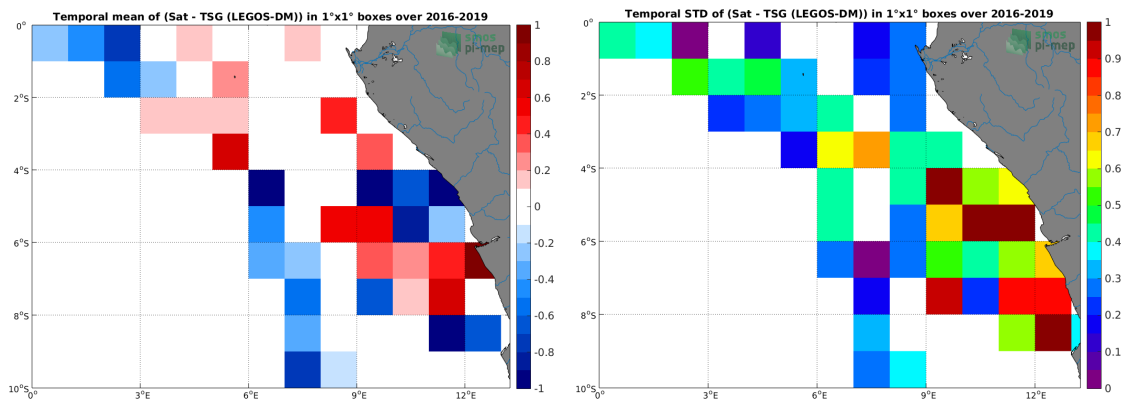 Temporal mean of (Sat - TSG (LEGOS-DM)) in 1°x1° boxes over 2016-2019
0°
2°S
4°S
6°S
8°S
10°S
0°
3°E
6°E
9°E
12°E
smos
pi-mep
1
0.8
0.6
0.4
0.2
0
-0.2
-0.4
-0.6
-0.8
-1
Temporal STD of (Sat - TSG (LEGOS-DM)) in 1°x1° boxes over 2016-2019
0°
2°S
4°S
6°S
8°S
10°S
0°
3°E
6°E
9°E
12°E
smos
pi-mep
1
0.9
0.8
0.7
0.6
0.5
0.4
0.3
0.2
0.1
0